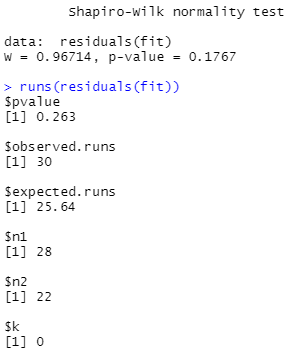 Shapiro-Wilk normality test
data:  residuals(fit)
W = 0.96714, p-value = 0.1767
> runs(residuals(fit))
$pvalue
[1] 0.263
$observed.runs
[1] 30
$expected.runs
[1] 25.64
$n1
[1] 28
$n2
[1] 22
$k
[1] 0